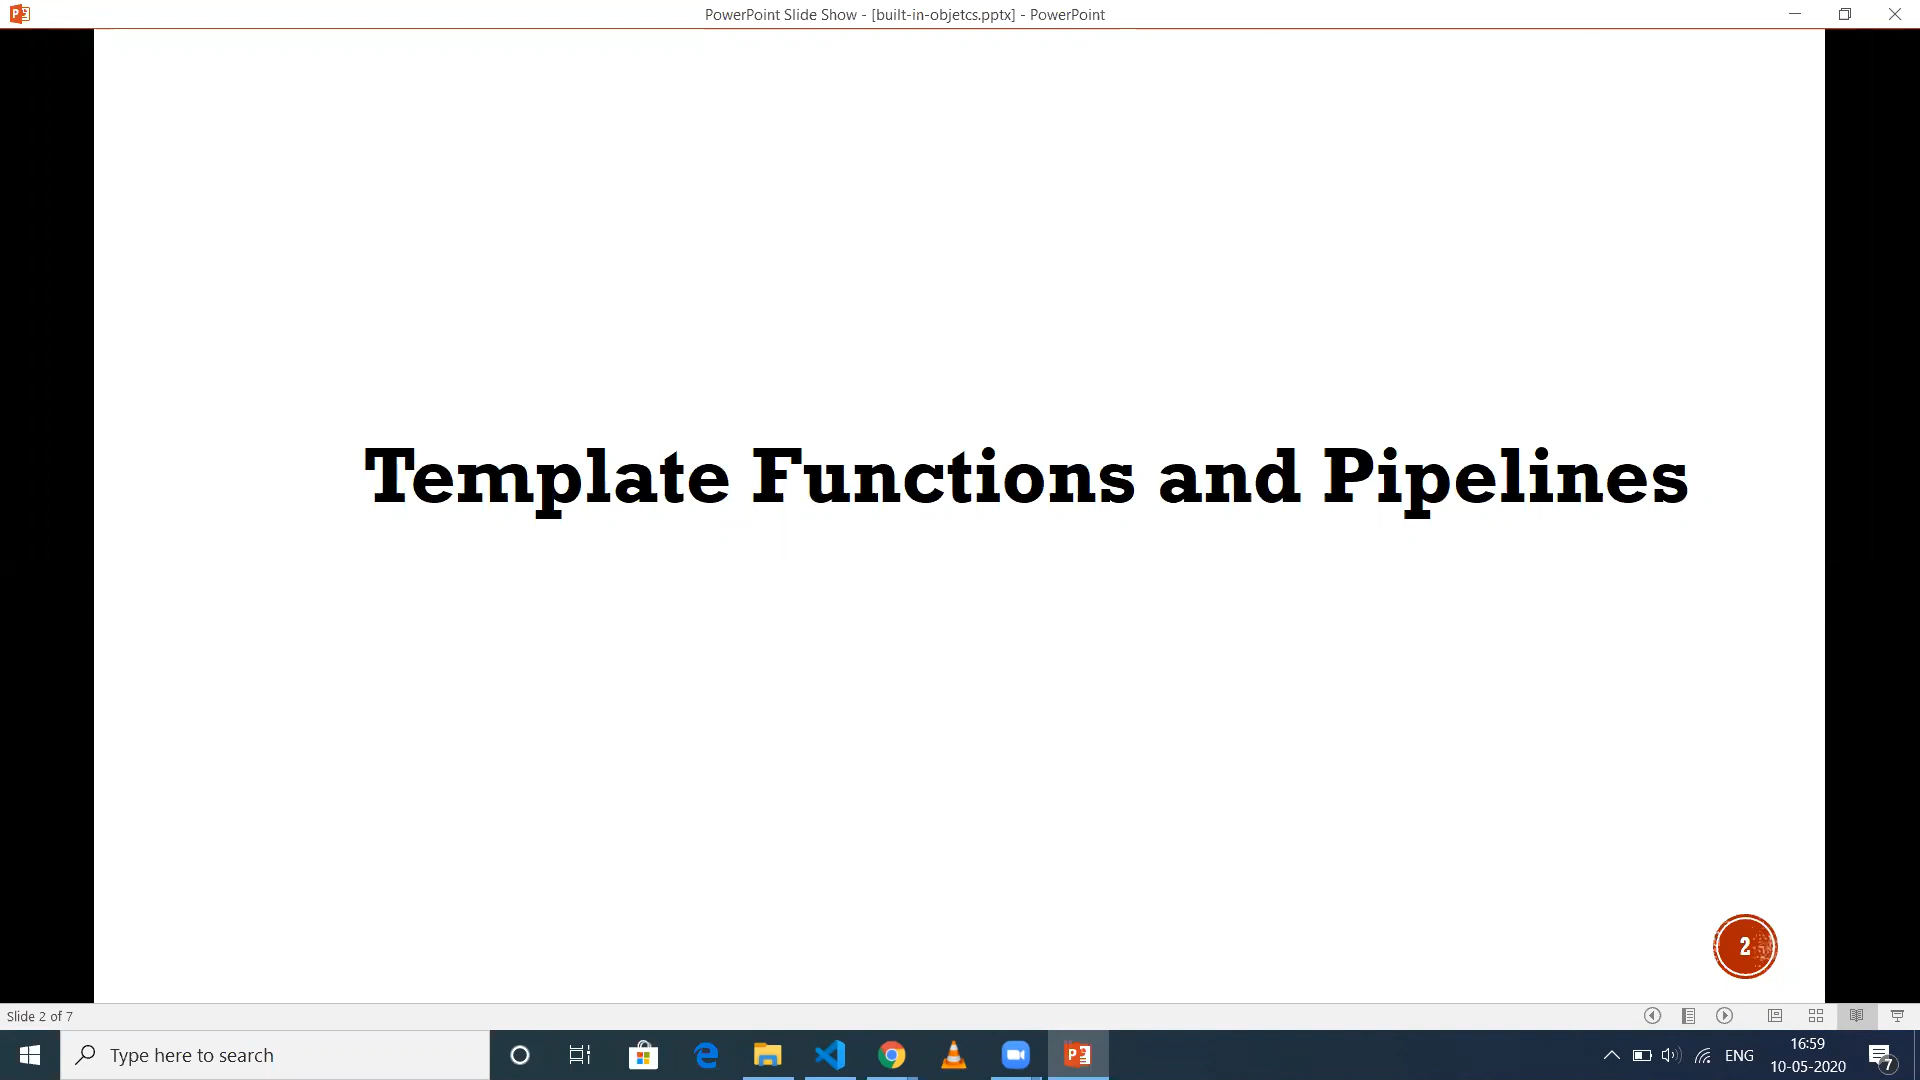 PowerPoint Slide Show - [built-in-objetcs.pptx] - PowerPoint
Template Functions and Pipelines
2
Slide 2 of 7
Type here to search
ENG
16:59
10-05-2020
7